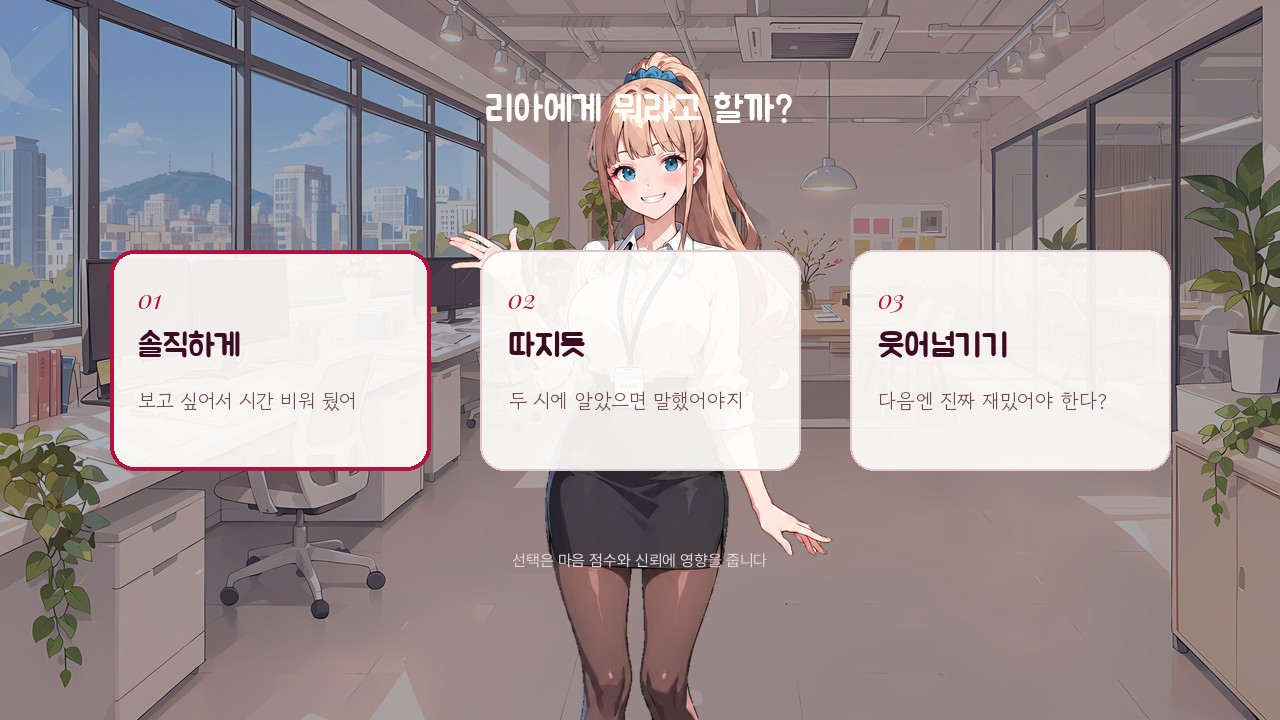 리아에게 뭐라고 할까?
01
솔직하게
보고 싶어서 시간 비워 뒀어
02
따지듯
두 시에 알았으면 말했어야지
03
웃어넘기기
다음엔 진짜 재밌어야 한다?
선택은 마음 점수와 신뢰에 영향을 줍니다